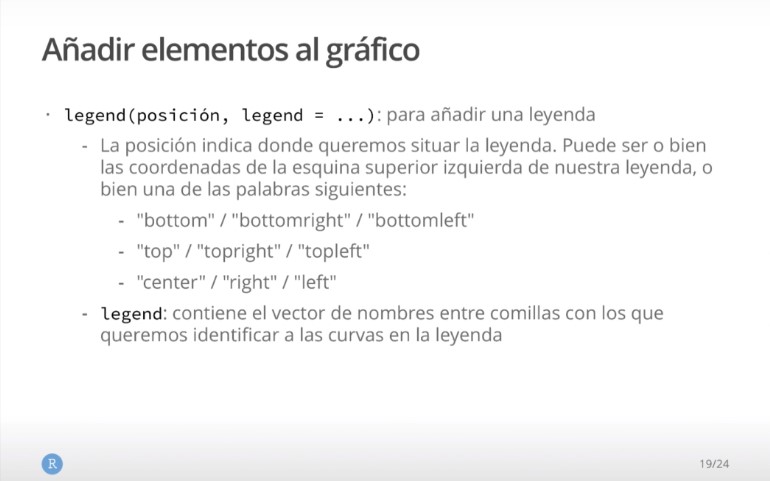 Añadir elementos al gráfico
· legend(posición, legend = ...): para añadir una leyenda
- La posición indica donde queremos situar la leyenda. Puede ser o bien
las coordenadas de la esquina superior izquierda de nuestra leyenda, o
bien una de las palabras siguientes:
- "bottom" / "bottomright" / "bottomleft"
- "top" / "topright" / "topleft"
- "center" / "right" / "left"
- legend: contiene el vector de nombres entre comillas con los que
queremos identificar a las curvas en la leyenda
R
19/24